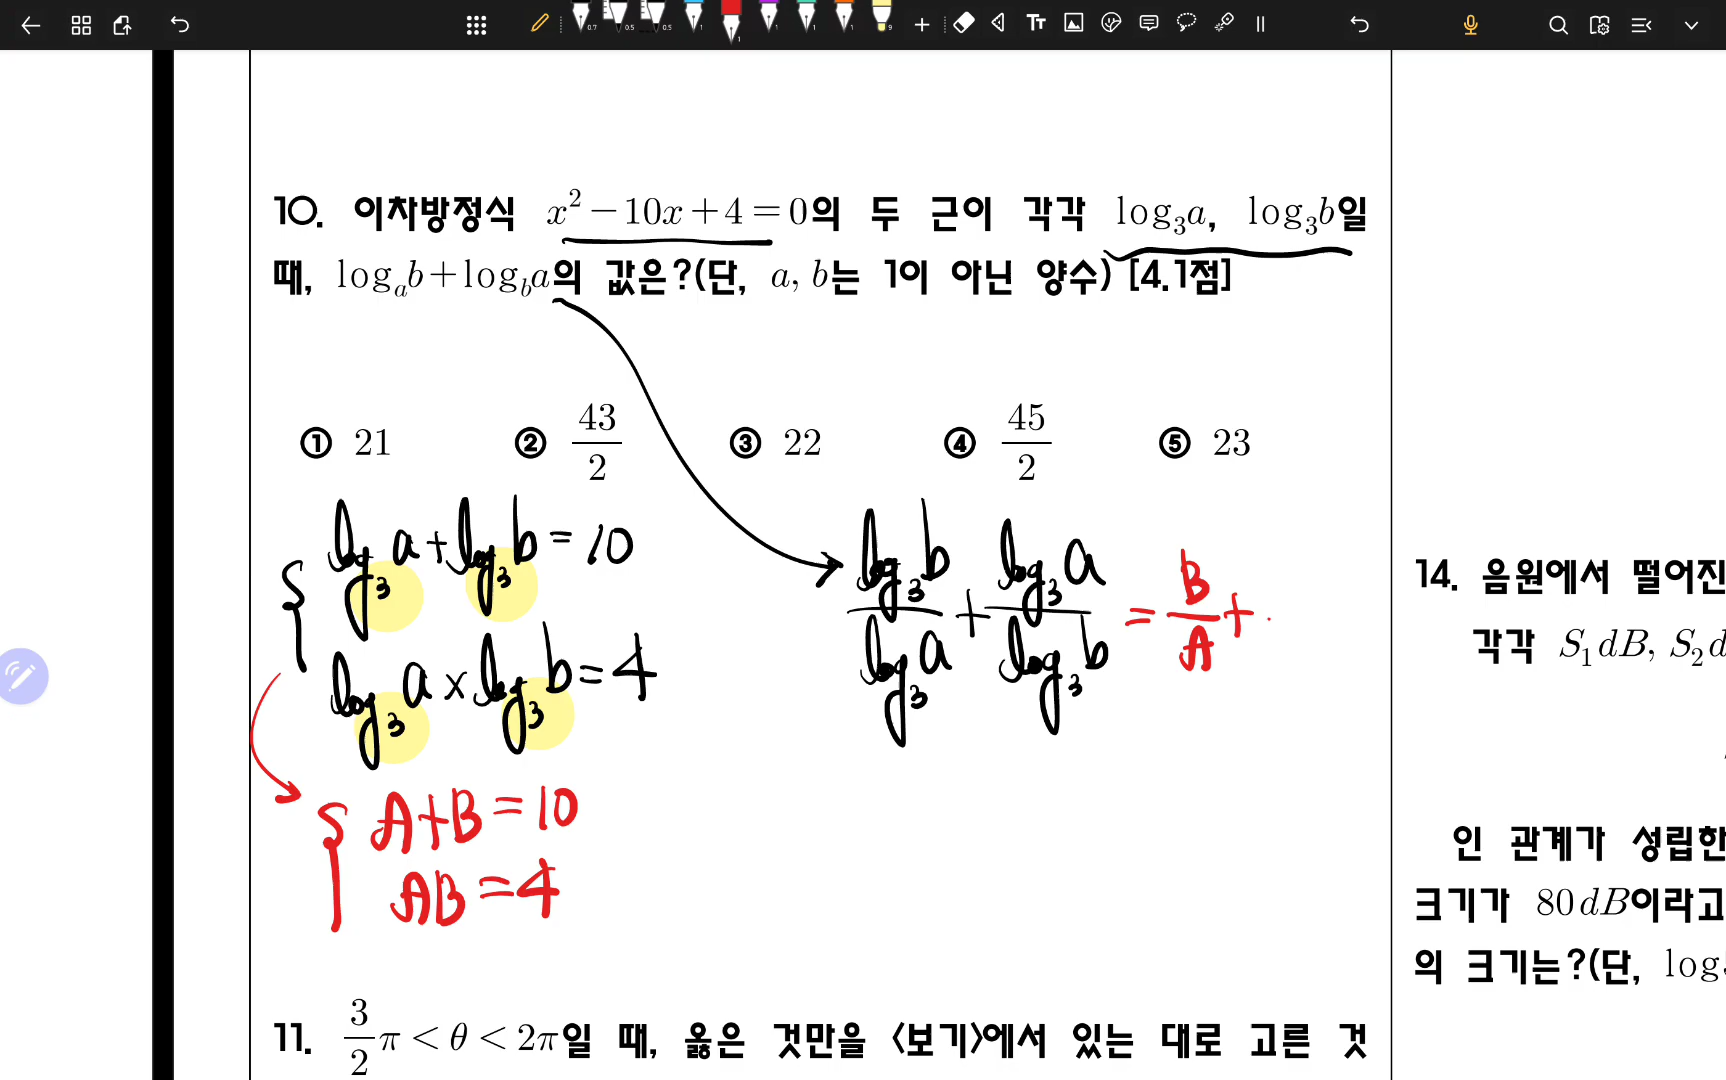 10. 이차방정식 x² − 10x + 4 = 0의 두 근이 각각 log₃a, log₃b일
때, logₐb + log_b a의 값은?(단, a, b는 1이 아닌 양수) [4.1점]
① 21 ② 43/2 ③ 22 ④ 45/2 ⑤ 23
log₃a + log₃b = 10
log₃a × log₃b = 4
A+B = 10
AB = 4
log₃b/log₃a + log₃a/log₃b = B/A +
11. 3/2 π < θ < 2π일 때, 옳은 것만을 <보기>에서 있는 대로 고른 것
14. 음원에서 떨어진
각각 S₁dB, S₂d
인 관계가 성립한
크기가 80dB이라고
의 크기는?(단, log